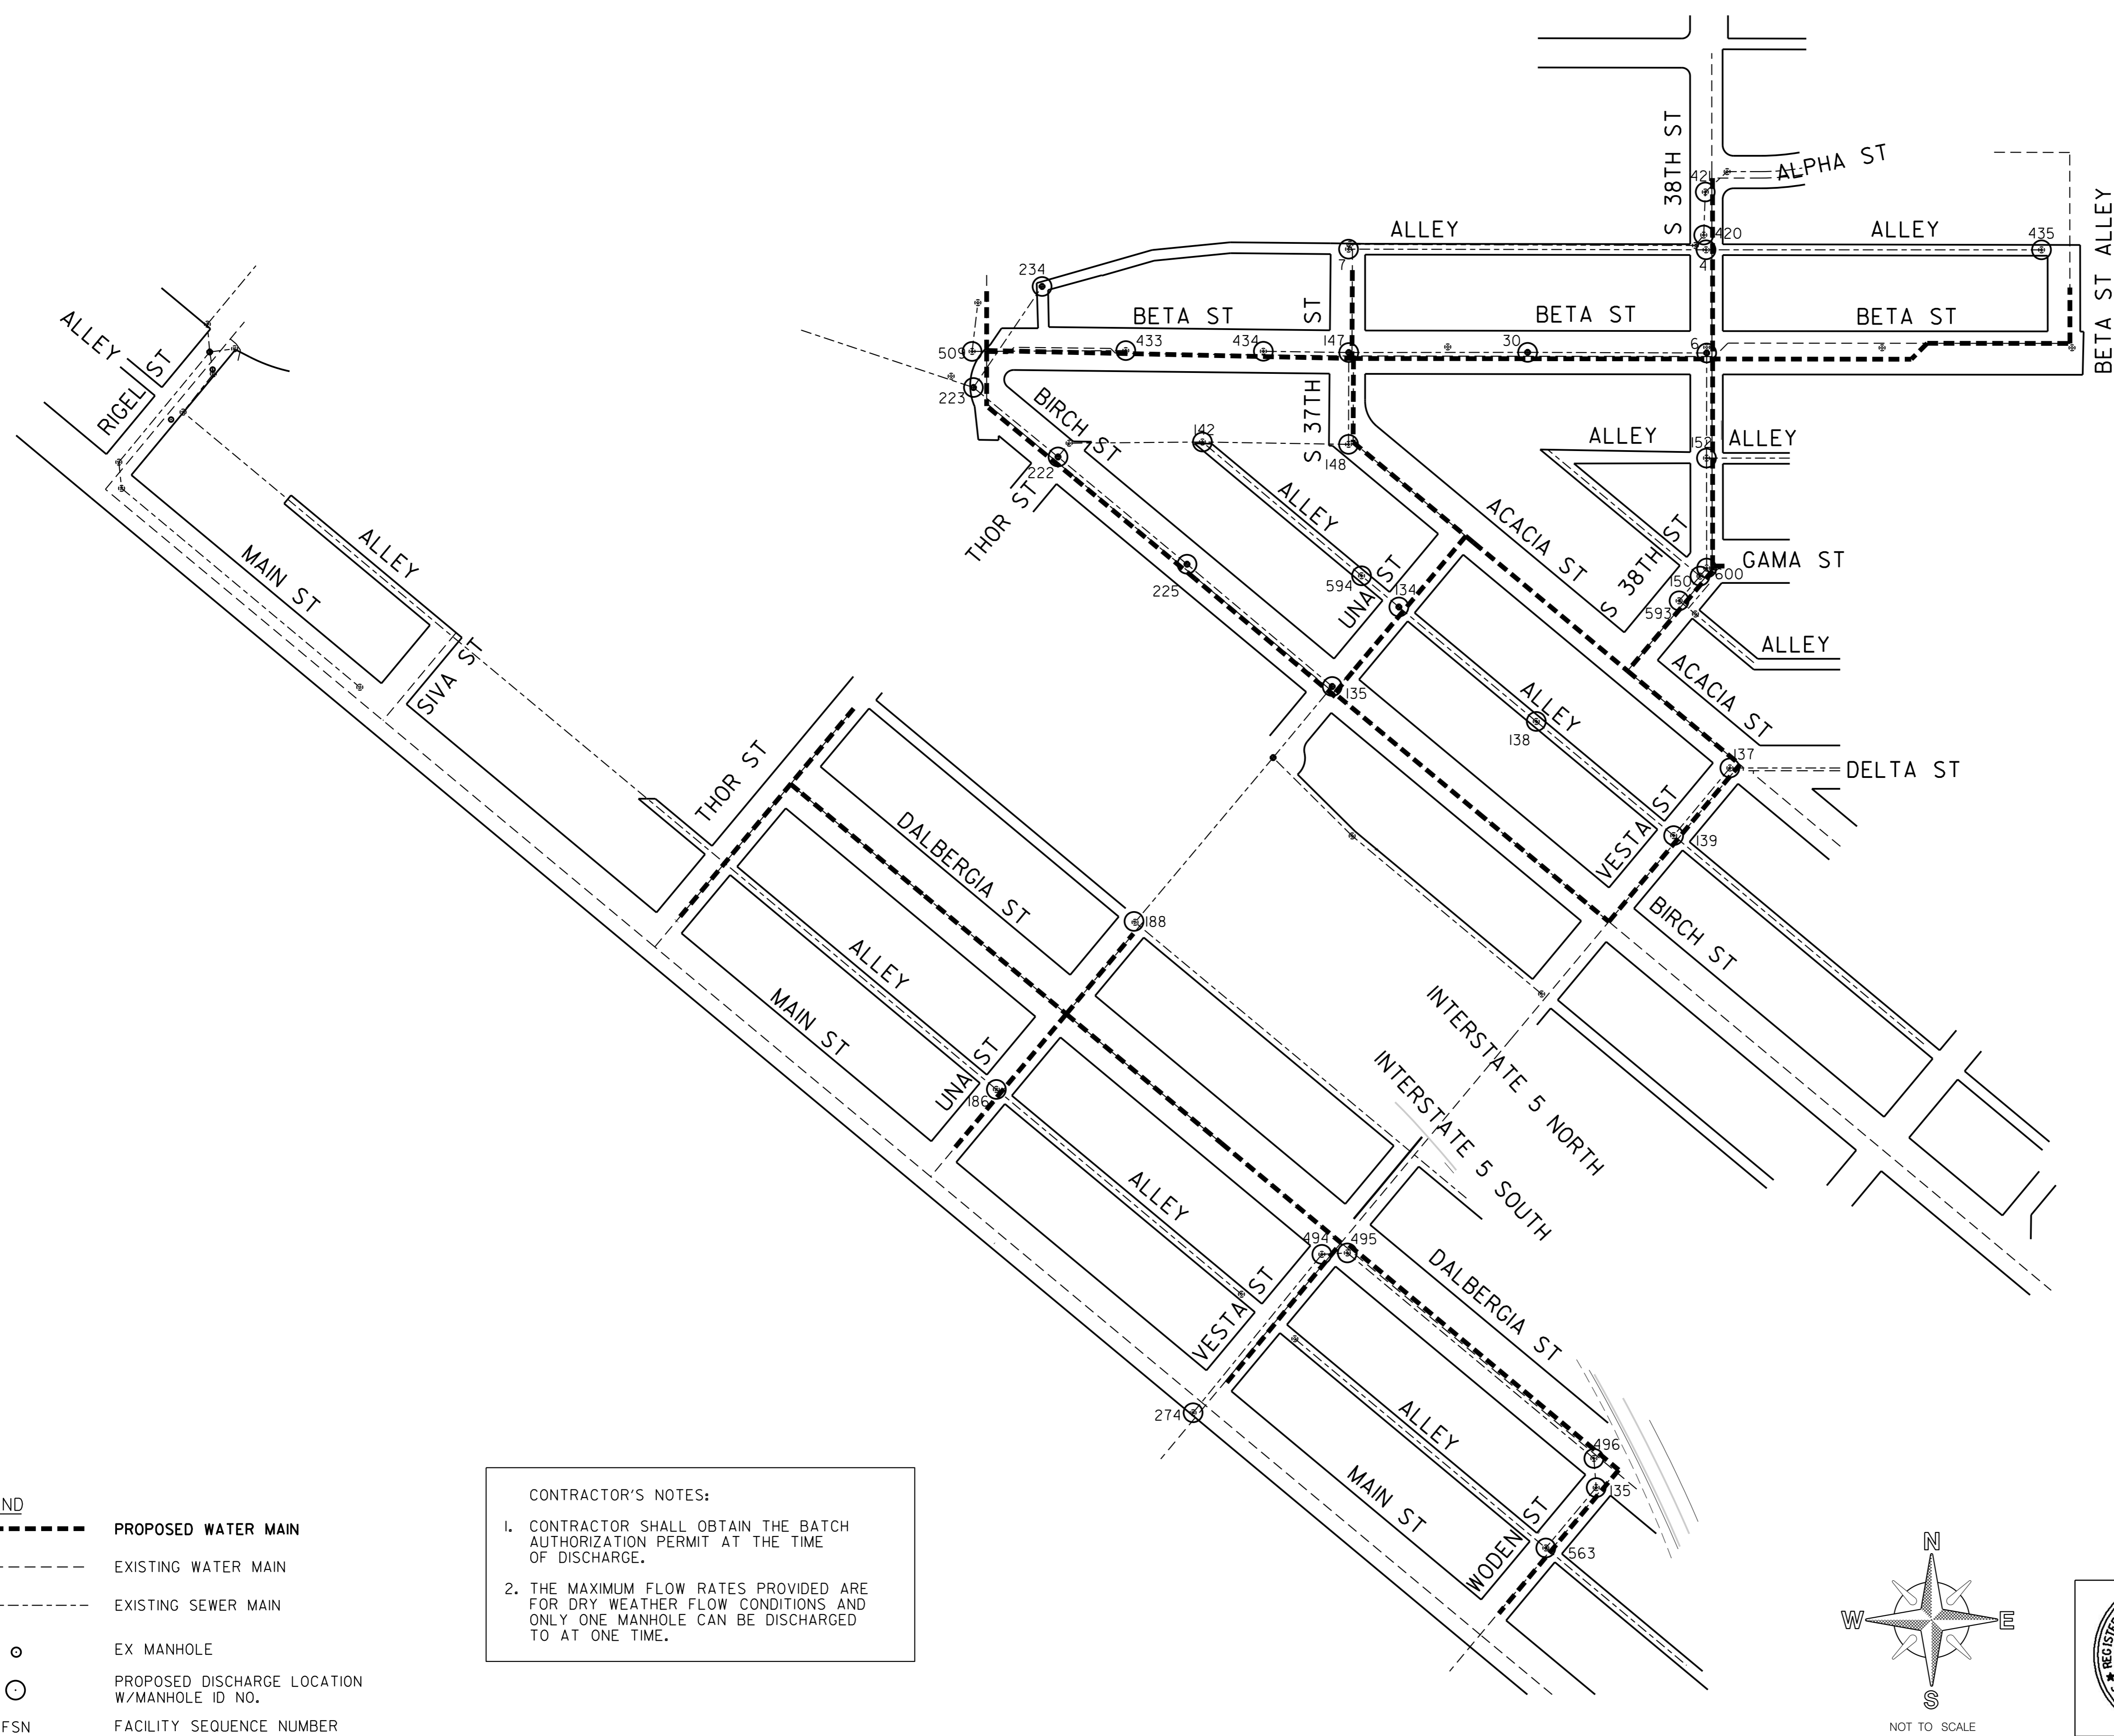 S 38TH ST
ALPHA ST
BETA ST ALLEY
421
420
ALLEY
ALLEY
435
7
4
234
BETA ST
S 37TH ST
BETA ST
BETA ST
509
433
434
147
30
6
223
BIRCH ST
142
148
ALLEY
152
ALLEY
222
THOR ST
ALLEY
ACACIA ST
S 38TH ST
GAMA ST
150
600
225
594
UNA ST
134
593
ALLEY
ALLEY
RIGEL ST
ALLEY
MAIN ST
SIVA ST
135
ALLEY
138
ACACIA ST
137
DELTA ST
VESTA ST
139
THOR ST
DALBERGIA ST
188
BIRCH ST
ALLEY
MAIN ST
UNA ST
186
INTERSTATE 5 NORTH
INTERSTATE 5 SOUTH
ALLEY
494
495
VESTA ST
DALBERGIA ST
274
ALLEY
MAIN ST
496
135
WODEN ST
563
ND
PROPOSED WATER MAIN
EXISTING WATER MAIN
EXISTING SEWER MAIN
EX MANHOLE
PROPOSED DISCHARGE LOCATION
W/MANHOLE ID NO.
FSN FACILITY SEQUENCE NUMBER
CONTRACTOR'S NOTES:
1. CONTRACTOR SHALL OBTAIN THE BATCH
AUTHORIZATION PERMIT AT THE TIME
OF DISCHARGE.
2. THE MAXIMUM FLOW RATES PROVIDED ARE
FOR DRY WEATHER FLOW CONDITIONS AND
ONLY ONE MANHOLE CAN BE DISCHARGED
TO AT ONE TIME.
N
W
E
S
NOT TO SCALE
REGISTE